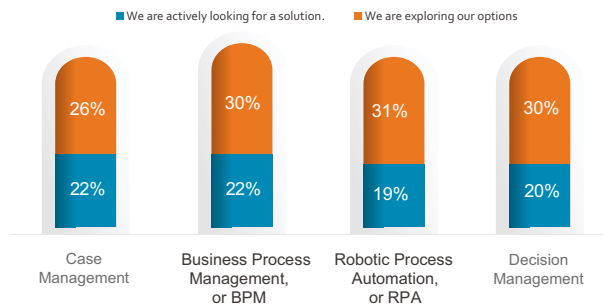 We are actively looking for a solution. We are exploring our options
26% 30% 31% 30%
22% 22% 19% 20%
Case Management
Business Process Management, or BPM
Robotic Process Automation, or RPA
Decision Management